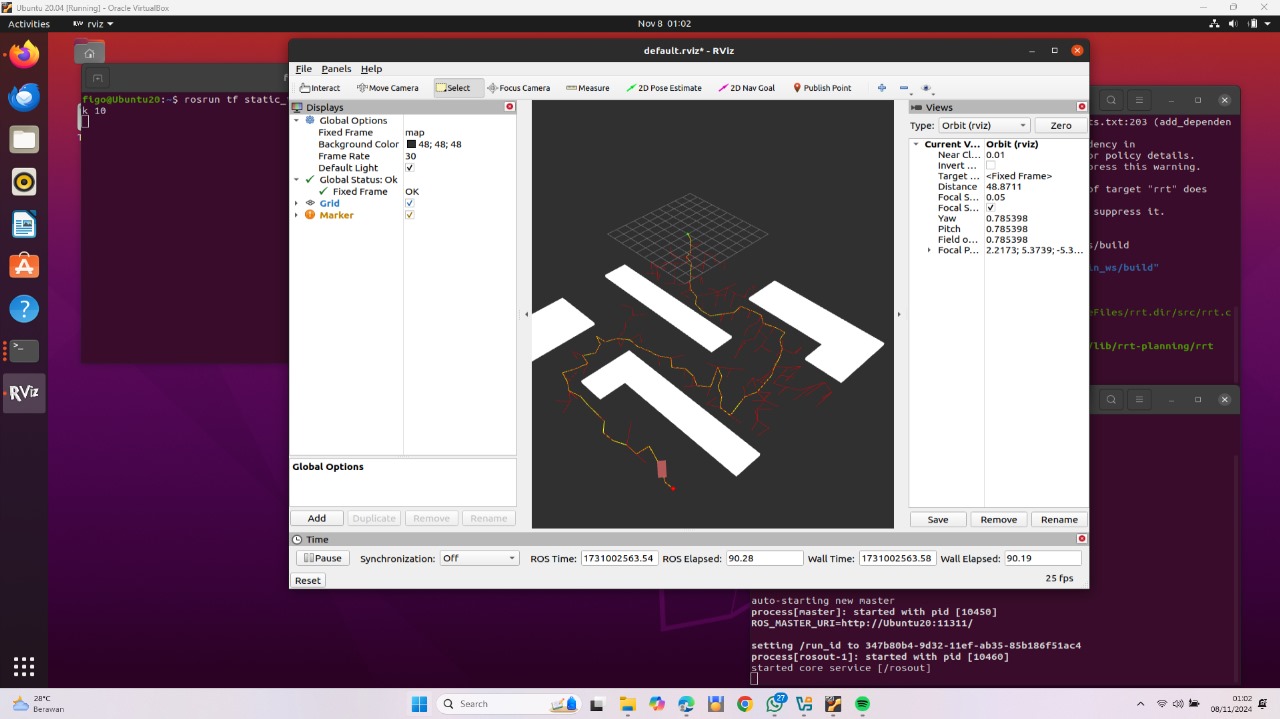 Ubuntu 20.04 [Running] - Oracle VirtualBox
Activities
rviz
Nov 8 01:02
default.rviz* - RViz
File Panels Help
Interact Move Camera Select Focus Camera Measure 2D Pose Estimate 2D Nav Goal Publish Point
figo@Ubuntu20:~$ rosrun tf static_
k 10
Displays
Global Options
Fixed Frame map
Background Color 48; 48; 48
Frame Rate 30
Default Light
Global Status: Ok
Fixed Frame OK
Grid
Marker
Global Options
Add Duplicate Remove Rename
Views
Type: Orbit (rviz) Zero
Current V... Orbit (rviz)
Near Cl... 0.01
Invert ...
Target ... <Fixed Frame>
Distance 48.8711
Focal S... 0.05
Focal S...
Yaw 0.785398
Pitch 0.785398
Field o... 0.785398
Focal P... 2.2173; 5.3739; -5.3...
Save Remove Rename
cs.txt:203 (add_dependen
dency in
or policy details.
press this warning.
of target "rrt" does
suppress it.
s/build
in_ws/build"
eFiles/rrt.dir/src/rrt.c
/lib/rrt-planning/rrt
Time
Pause Synchronization: Off ROS Time: 1731002563.54 ROS Elapsed: 90.28 Wall Time: 1731002563.58 Wall Elapsed: 90.19
Reset
25 fps
auto-starting new master
process[master]: started with pid [10450]
ROS_MASTER_URI=http://Ubuntu20:11311/
setting /run_id to 347b80b4-9d32-11ef-ab35-85b186f51ac4
process[rosout-1]: started with pid [10460]
started core service [/rosout]
RViz
28°C
Berawan
Search
27
01:02
08/11/2024